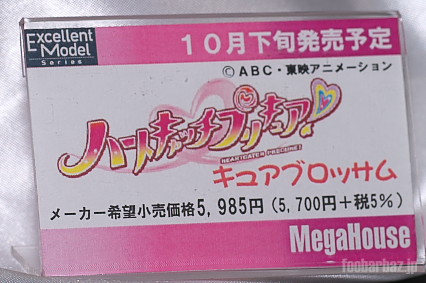 Excellent
Model
Series
10月下旬発売予定
©ABC・東映アニメーション
ハートキャッチプリキュア!
HEARTCATCH PRECURE!
キュアブロッサム
メーカー希望小売価格5,985円(5,700円+税5%)
MegaHouse
foobarbaz.jp